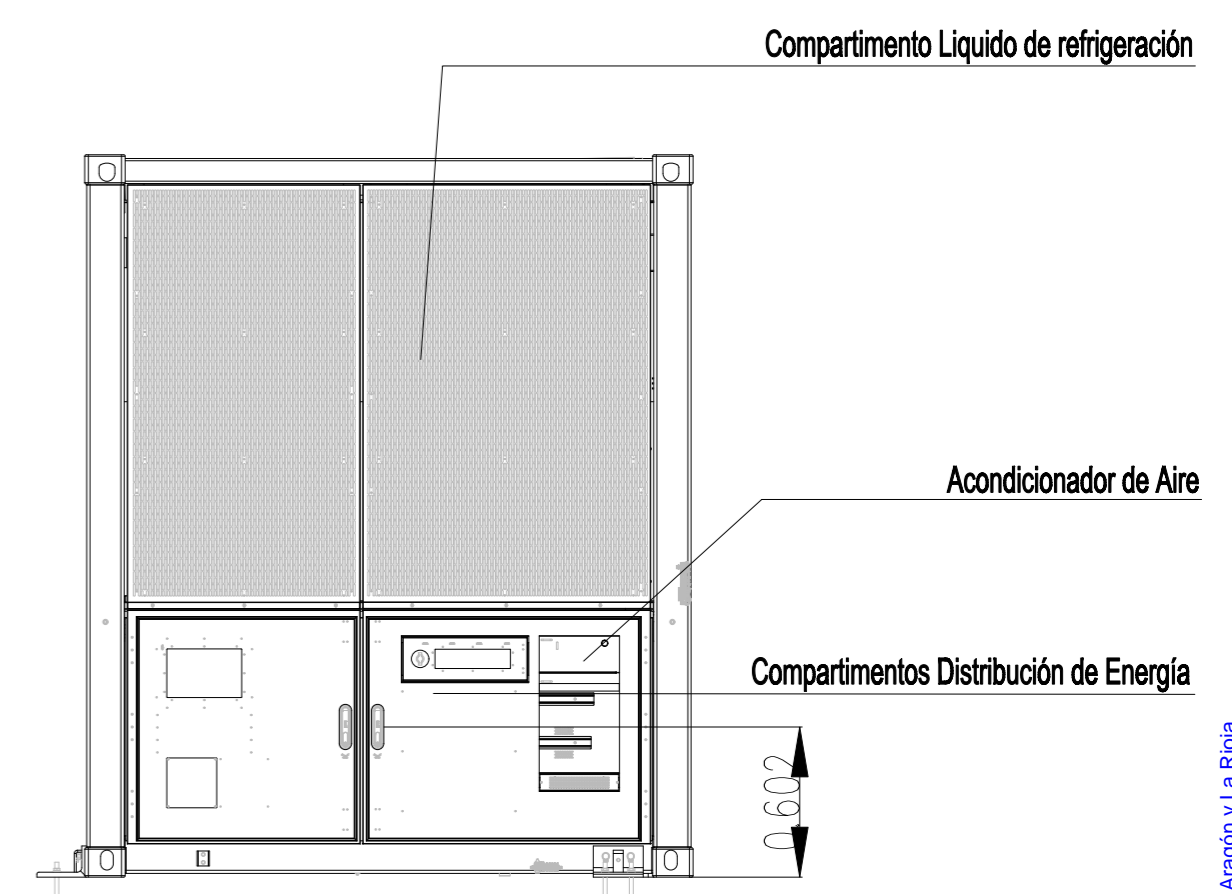 Compartimento Liquido de refrigeración
Acondicionador de Aire
Compartimentos Distribución de Energía
0.602
Aragón y La Rioja